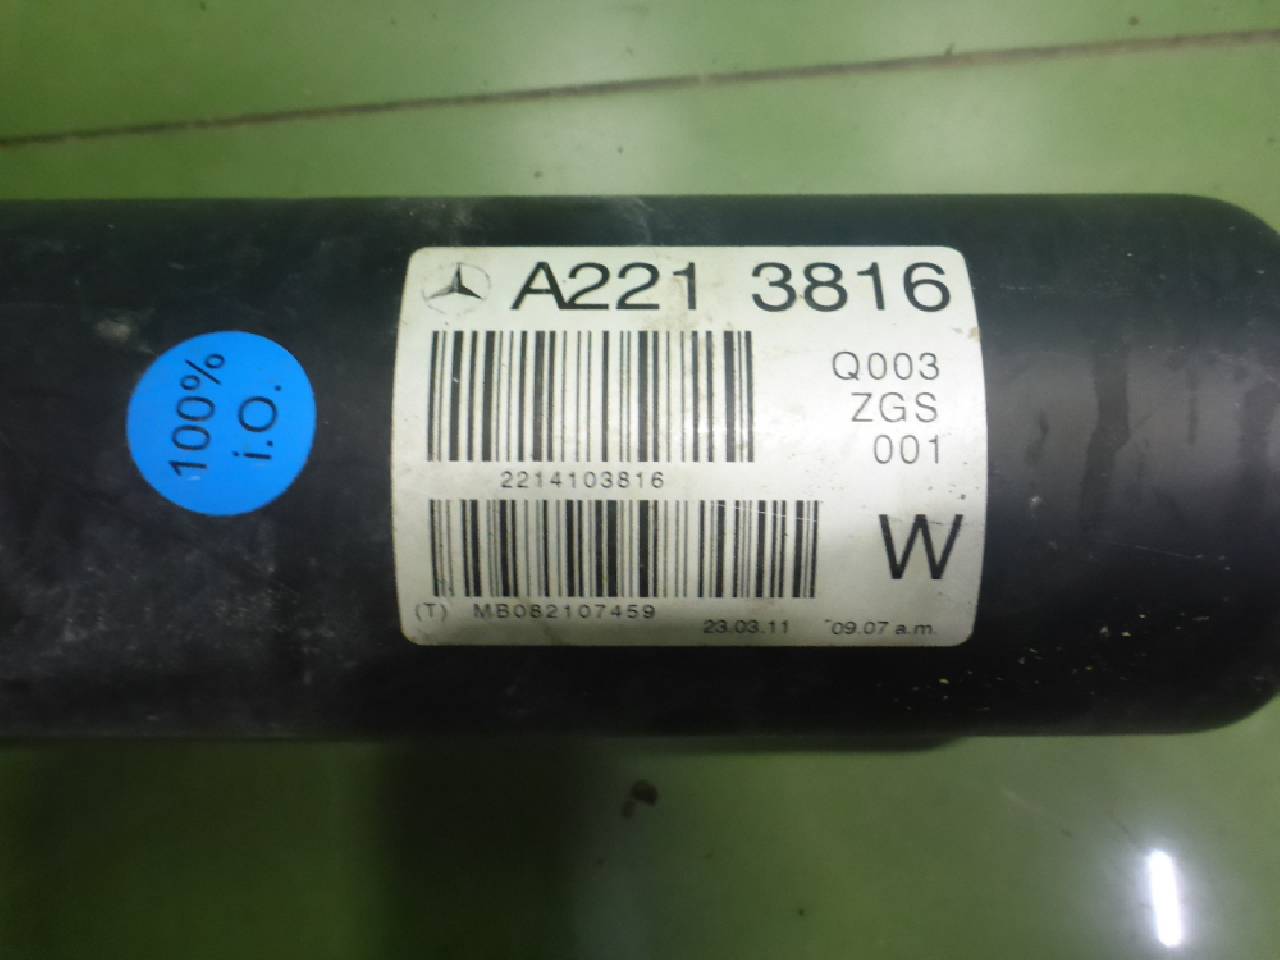 A221 3816
Q003
ZGS
001
2214103816
W
(T) MB082107459
23.03.11 09.07 a.m.
100%
i.O.